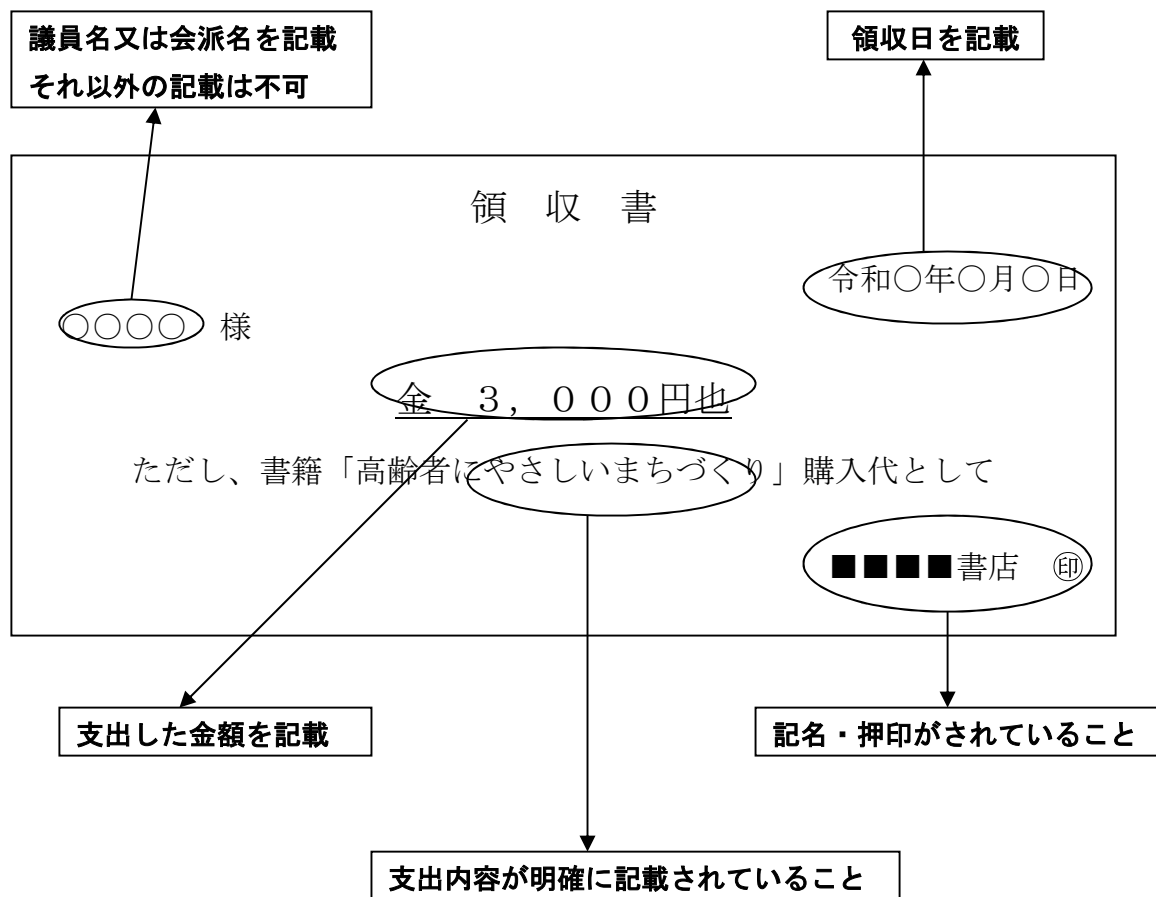 議員名又は会派名を記載
それ以外の記載は不可
領収日を記載
領　収　書
令和○年○月○日
○○○○　様
金　３，０００円也
ただし、書籍「高齢者にやさしいまちづくり」購入代として
■■■■書店　㊞
支出した金額を記載
記名・押印がされていること
支出内容が明確に記載されていること